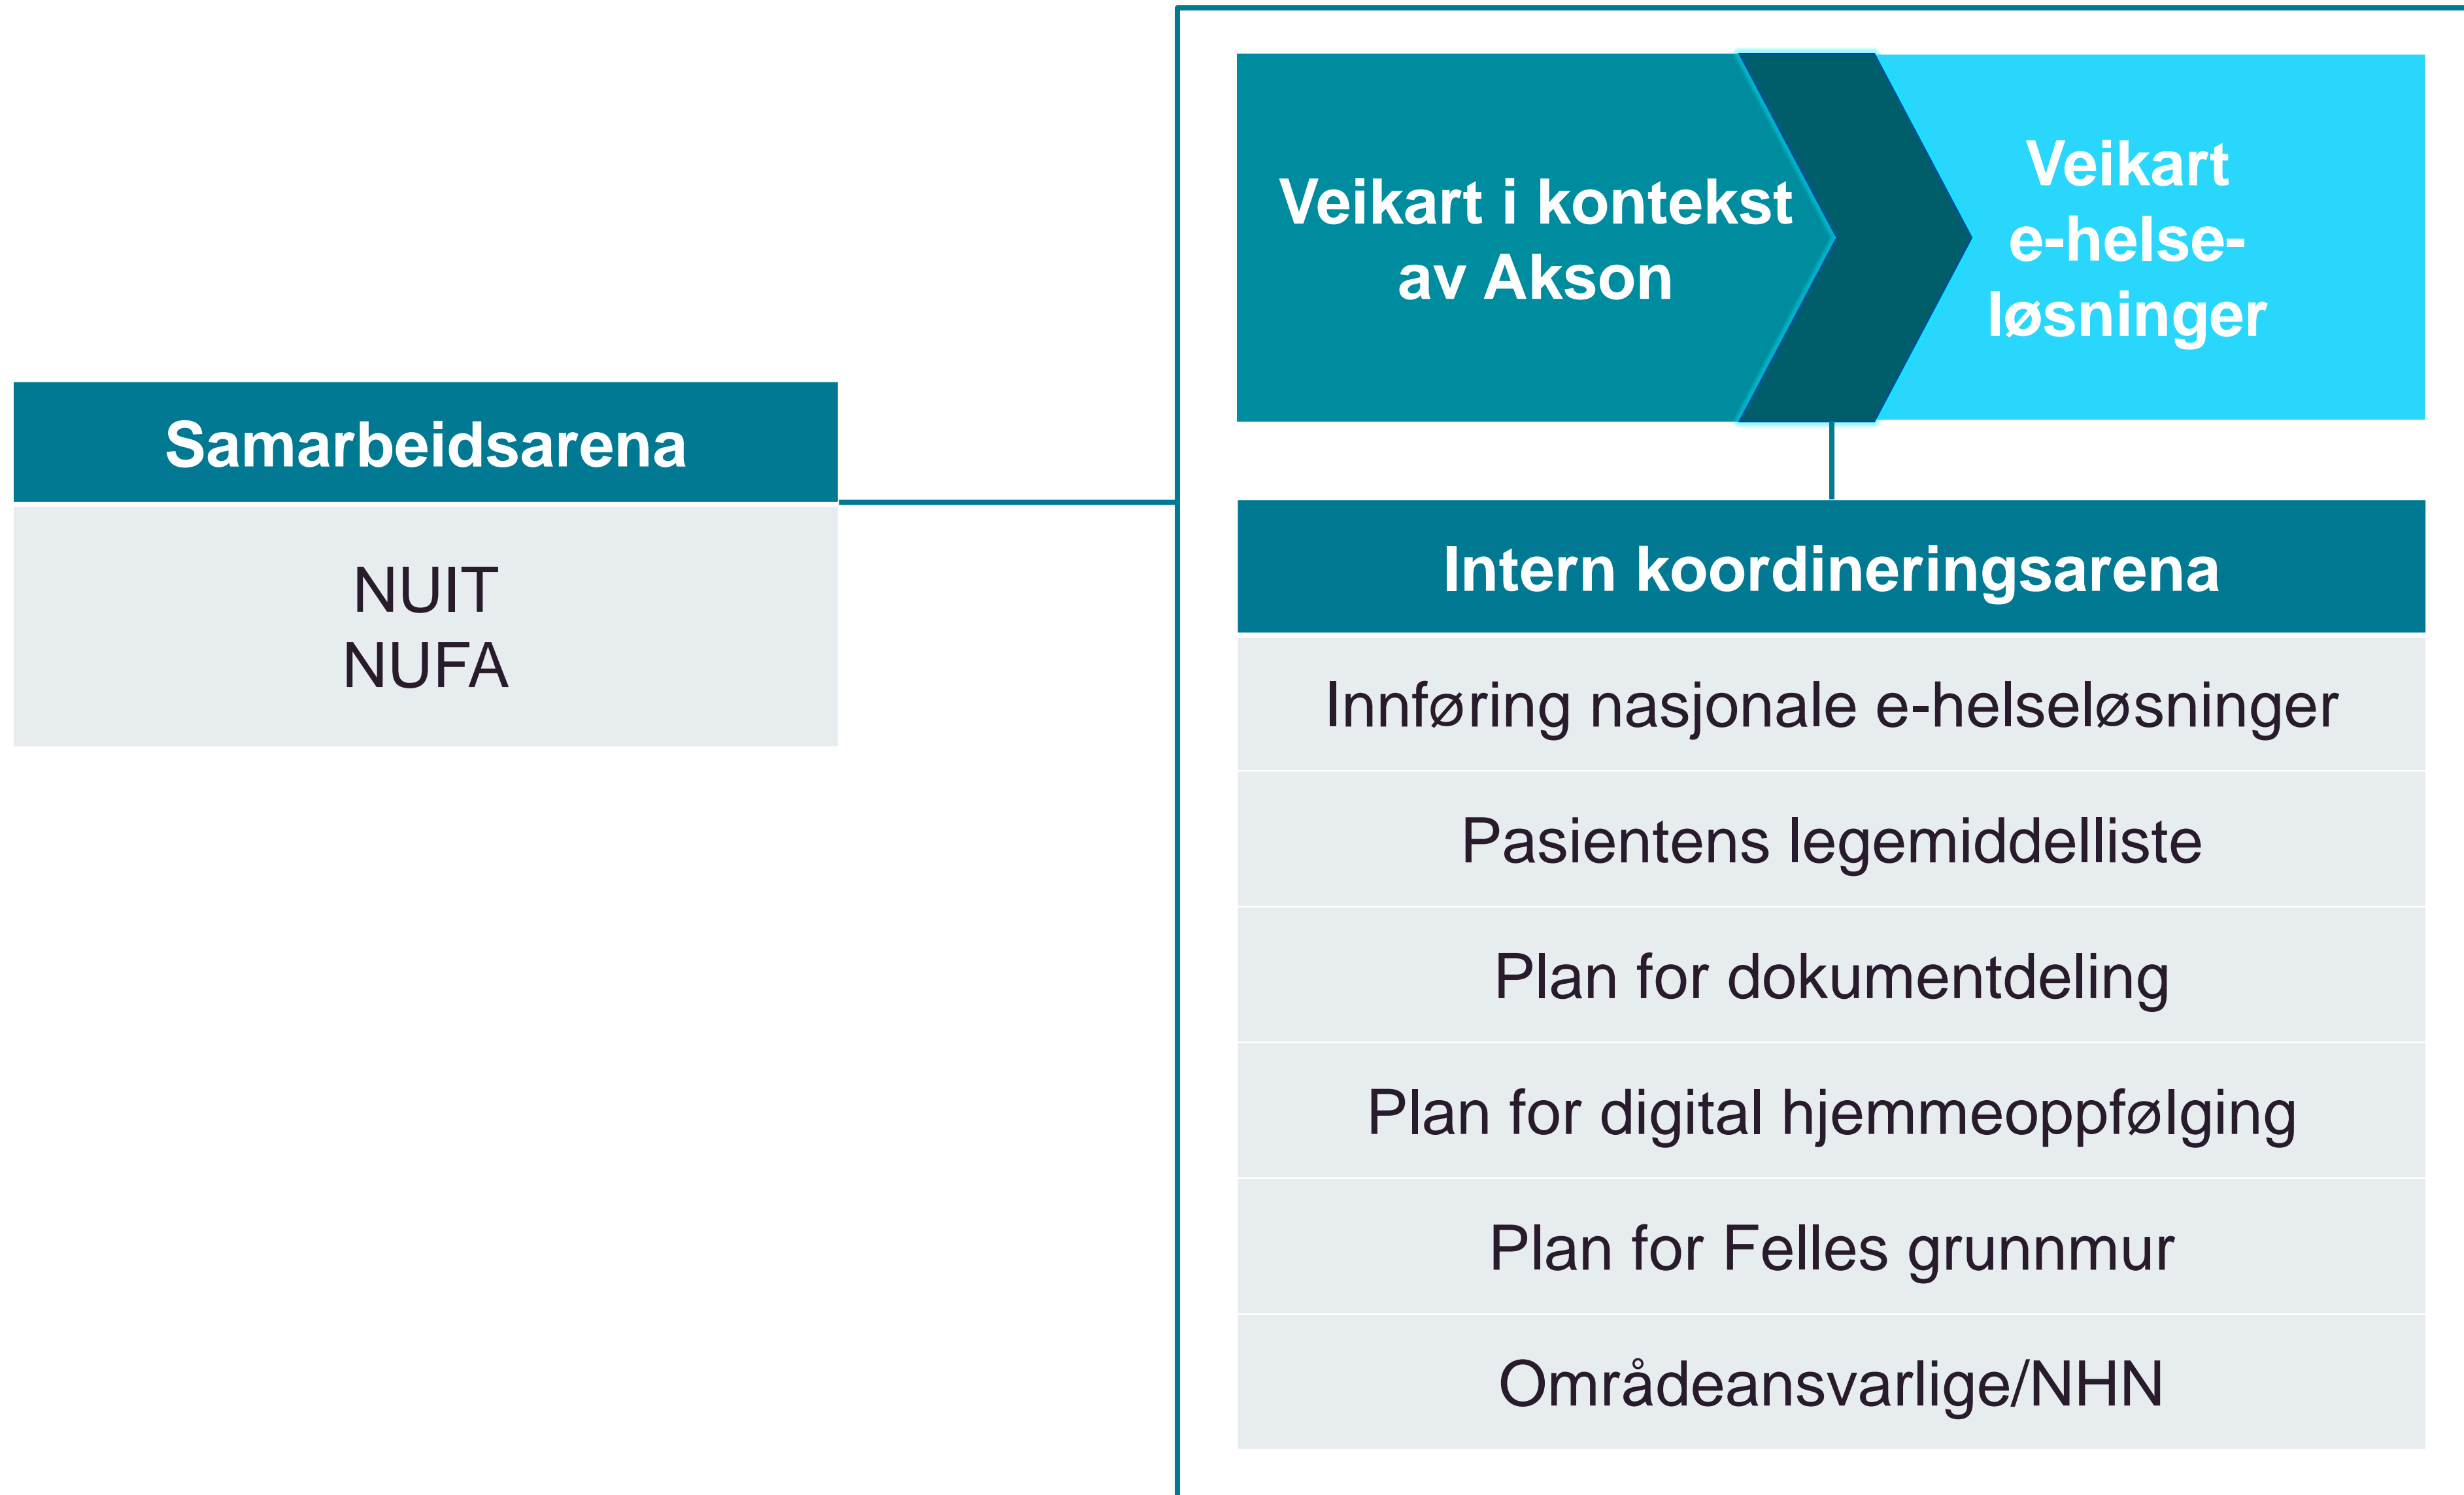 Samarbeidsarena
NUIT
NUFA
Veikart i kontekst
av Akson
Veikart
e-helse-
løsninger
Intern koordineringsarena
Innføring nasjonale e-helseløsninger
Pasientens legemiddelliste
Plan for dokumentdeling
Plan for digital hjemmeoppfølging
Plan for Felles grunnmur
Områdeansvarlige/NHN